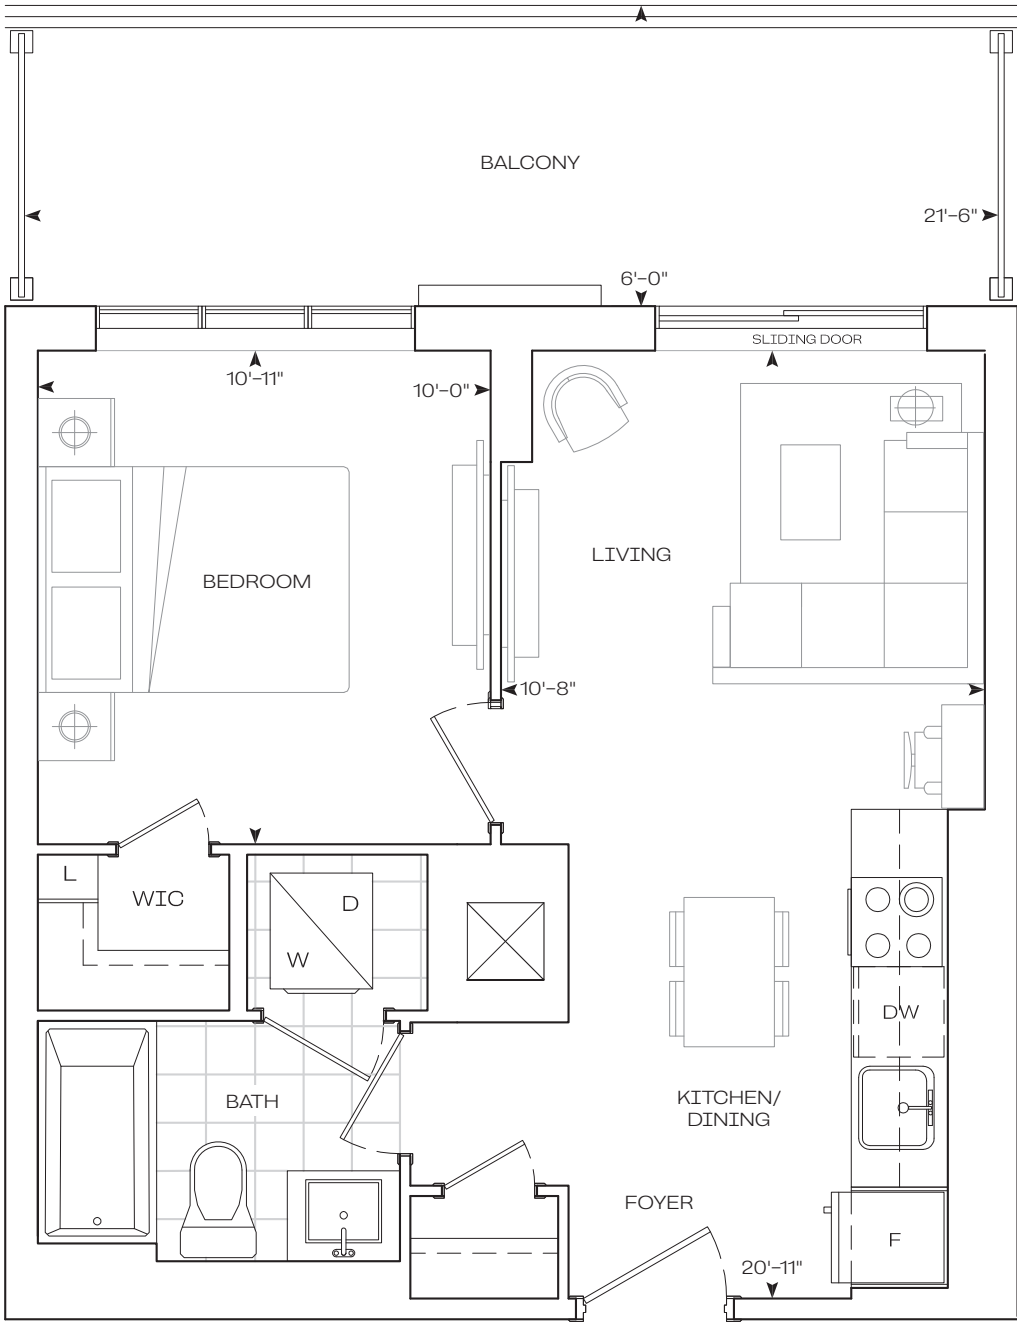 BALCONY
21'-6"
6'-0"
SLIDING DOOR
10'-11"
10'-0"
LIVING
BEDROOM
10'-8"
L
WIC
D
W
DW
BATH
KITCHEN/
DINING
FOYER
F
20'-11"